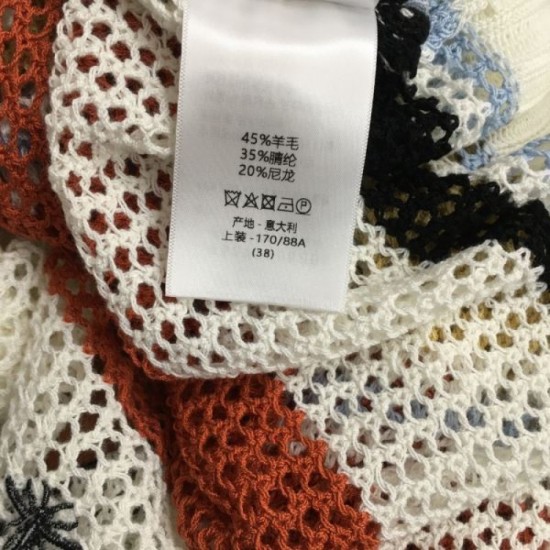 45%羊毛
35%腈纶
20%尼龙
产地 - 意大利
上装 - 170/88A
(38)